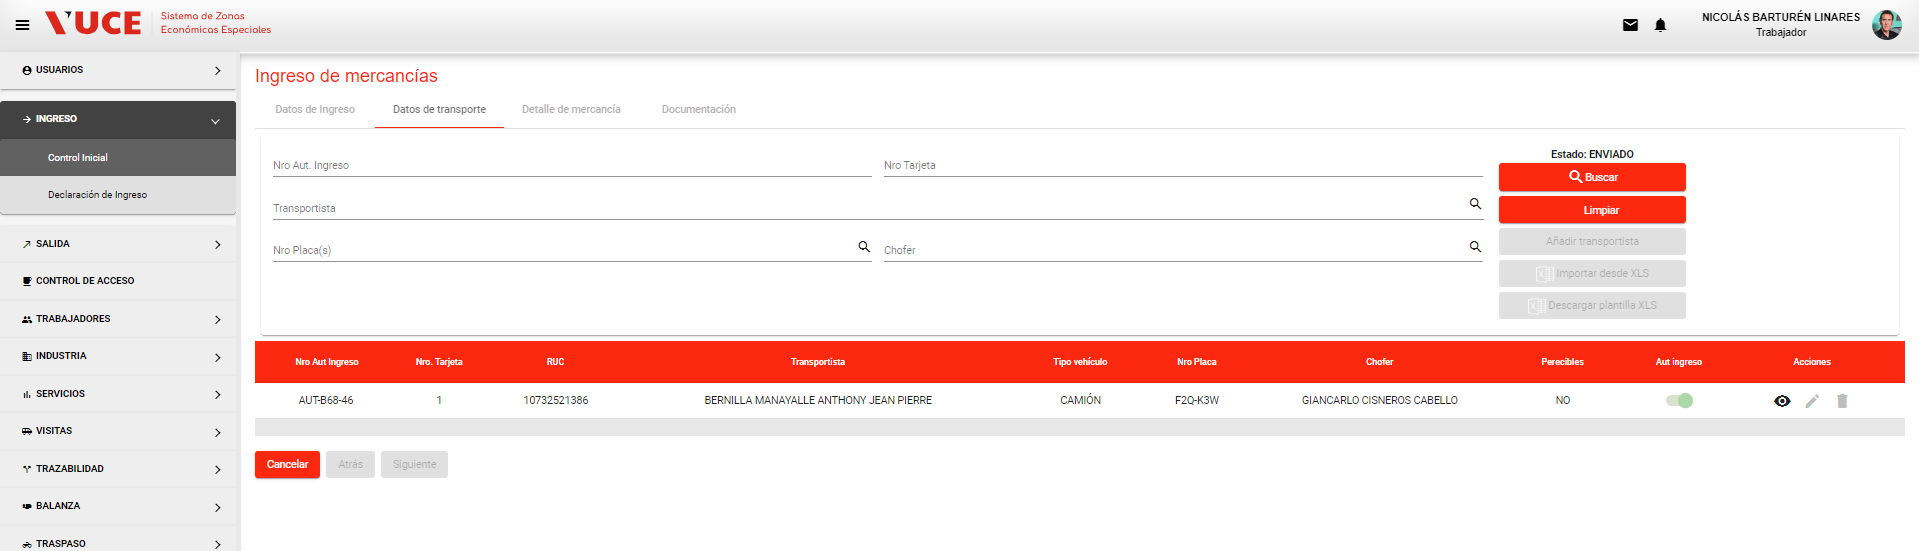 VUCE
Sistema de Zonas
Económicas Especiales
NICOLÁS BARTURÉN LINARES
Trabajador
USUARIOS
INGRESO
Control Inicial
Declaración de Ingreso
SALIDA
CONTROL DE ACCESO
TRABAJADORES
INDUSTRIA
SERVICIOS
VISITAS
TRAZABILIDAD
BALANZA
TRASPASO
Ingreso de mercancías
Datos de Ingreso Datos de transporte Detalle de mercancía Documentación
Nro Aut. Ingreso Nro Tarjeta
Transportista
Nro Placa(s) Chofer
Estado: ENVIADO
Buscar
Limpiar
Añadir transportista
Importar desde XLS
Descargar plantilla XLS
Nro Aut Ingreso Nro. Tarjeta RUC Transportista Tipo vehículo Nro Placa Chofer Perecibles Aut ingreso Acciones
AUT-B68-46 1 10732521386 BERNILLA MANAYALLE ANTHONY JEAN PIERRE CAMIÓN F2Q-K3W GIANCARLO CISNEROS CABELLO NO
Cancelar Atrás Siguiente